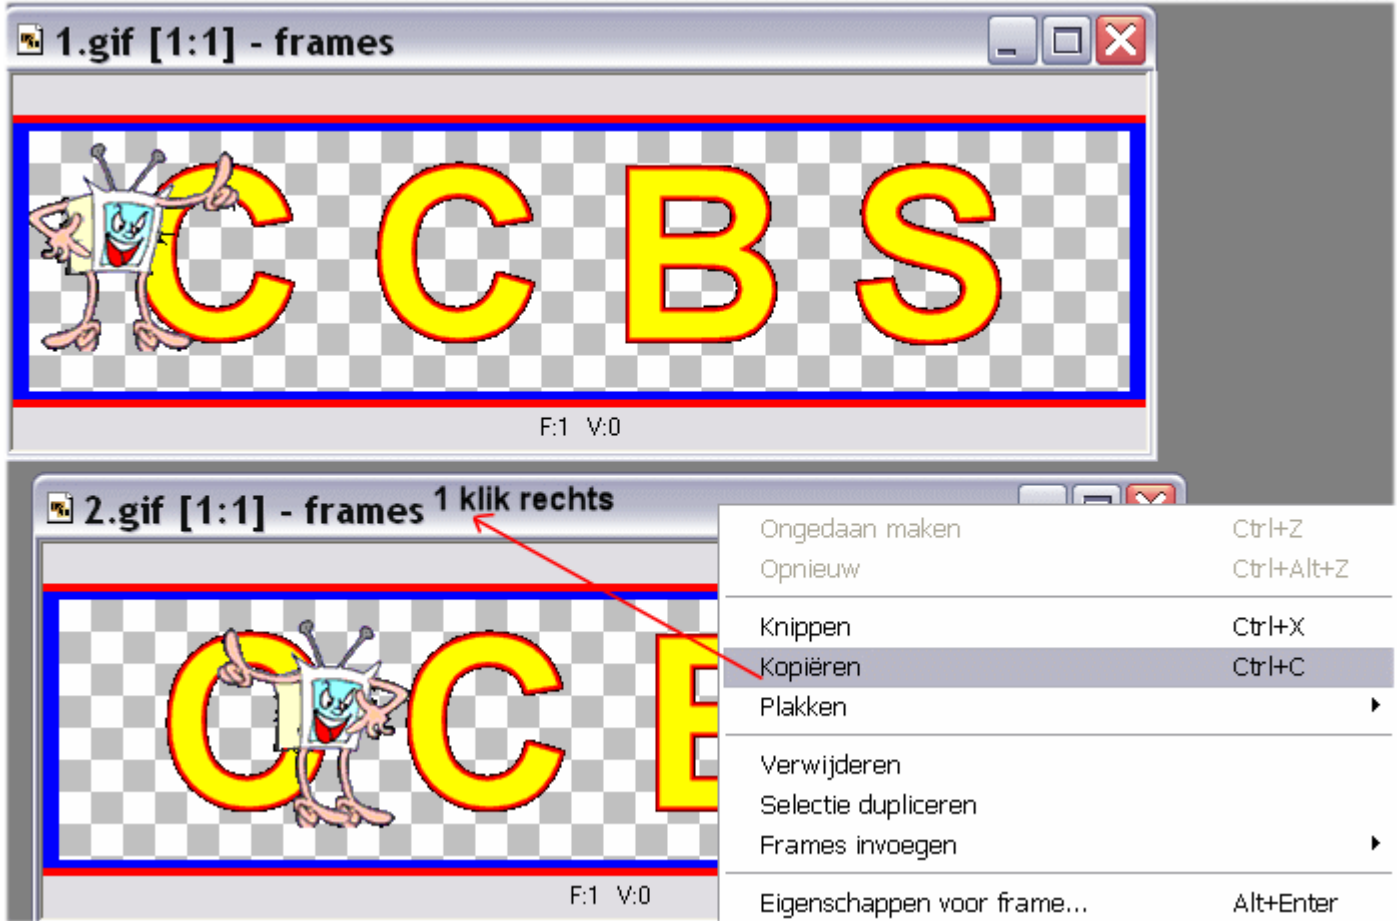 1.gif [1:1] - frames
C C B S
F:1 V:0
2.gif [1:1] - frames
1 klik rechts
Ongedaan maken Ctrl+Z
Opnieuw Ctrl+Alt+Z
Knippen Ctrl+X
Kopiëren Ctrl+C
Plakken
Verwijderen
Selectie dupliceren
Frames invoegen
Eigenschappen voor frame... Alt+Enter
C C B
F:1 V:0